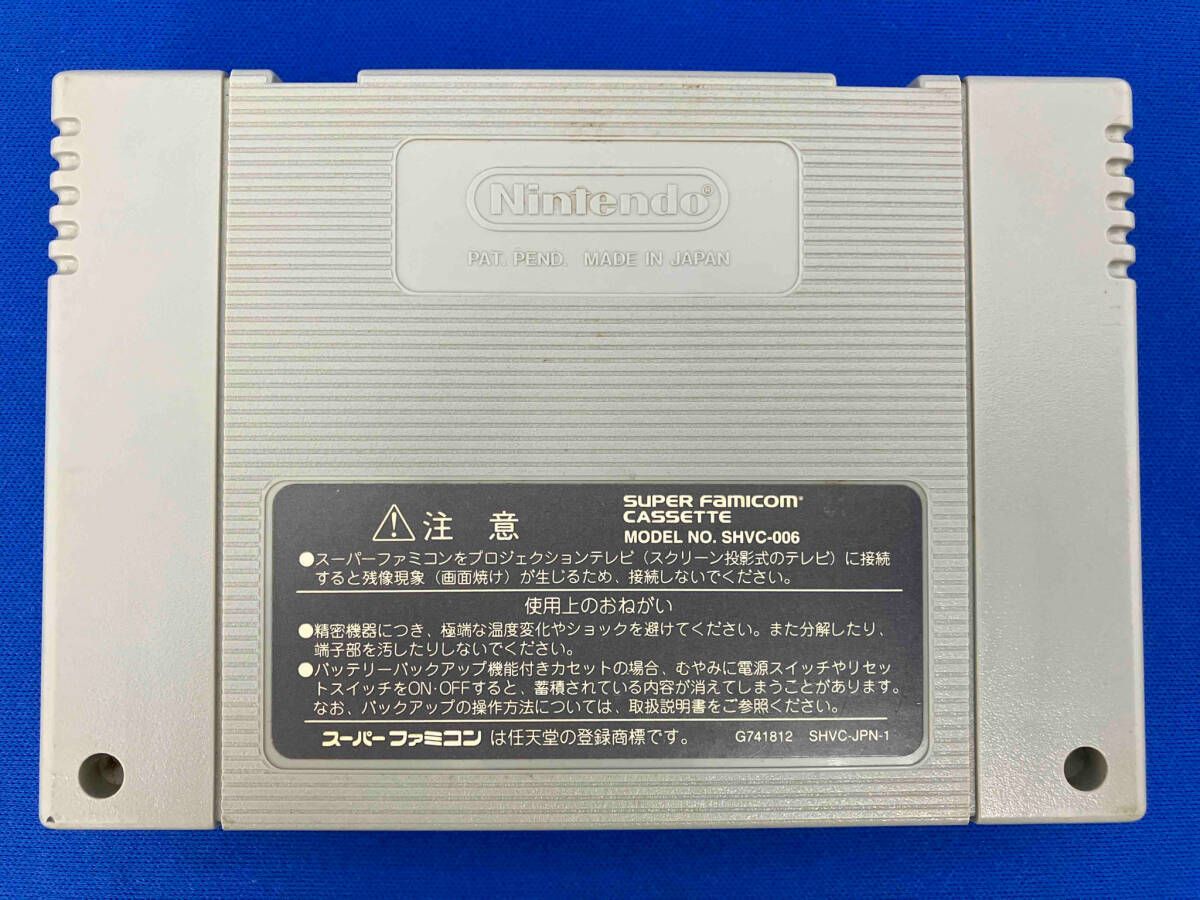 Nintendo®
PAT. PEND. MADE IN JAPAN
⚠注 意
SUPER FAMICOM®
CASSETTE
MODEL NO. SHVC-006
●スーパーファミコンをプロジェクションテレビ（スクリーン投影式のテレビ）に接続
すると残像現象（画面焼け）が生じるため、接続しないでください。
使用上のおねがい
●精密機器につき、極端な温度変化やショックを避けてください。また分解したり、
端子部を汚したりしないでください。
●バッテリーバックアップ機能付きカセットの場合、むやみに電源スイッチやリセッ
トスイッチをON·OFFすると、蓄積されている内容が消えてしまうことがあります。
なお、バックアップの操作方法については、取扱説明書をご参照ください。
スーパーファミコンは任天堂の登録商標です。 G741812 SHVC-JPN-1